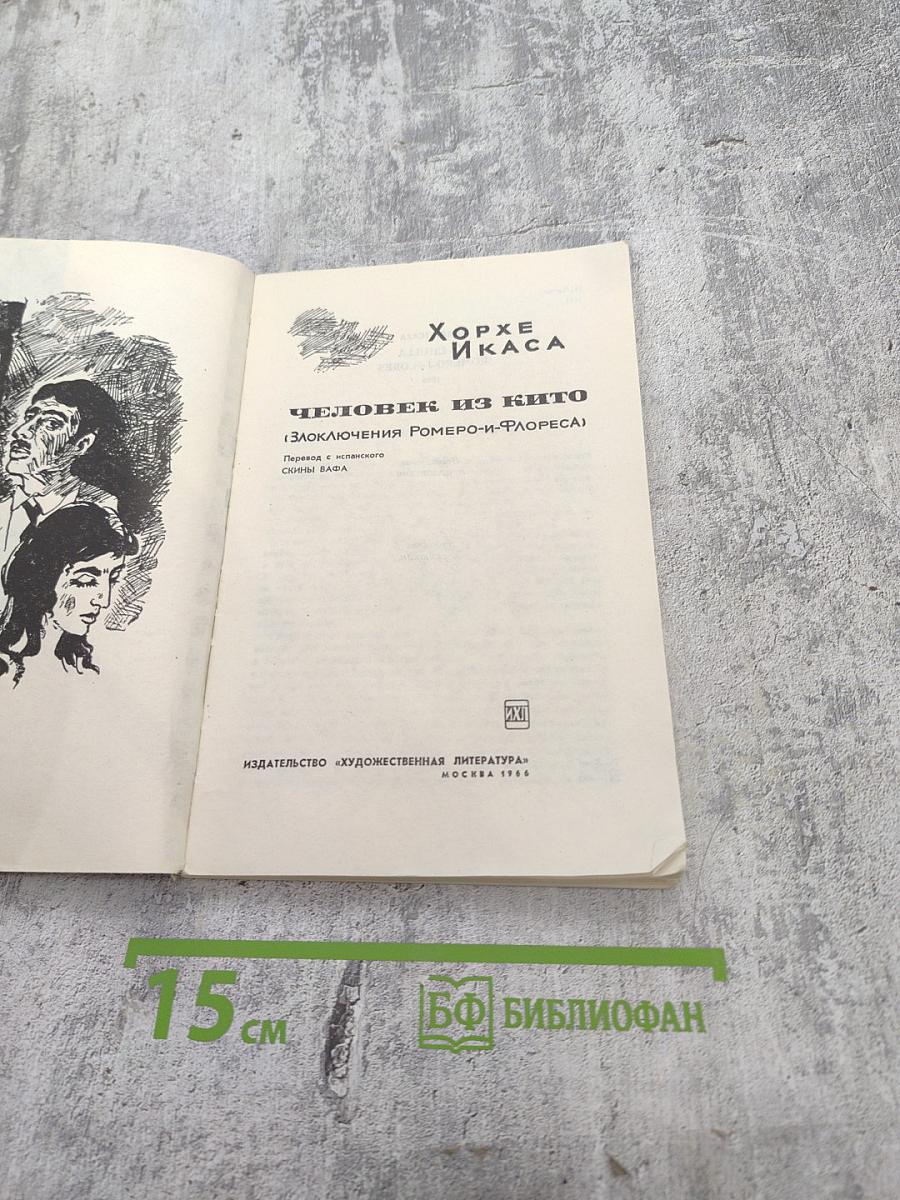 Хорхе
Икаса
ЧЕЛОВЕК ИЗ КИТО
(Злоключения Ромеро-и-Флореса)
Перевод с испанского
СКИНЫ ВАФА
ИХЛ
ИЗДАТЕЛЬСТВО «ХУДОЖЕСТВЕННАЯ ЛИТЕРАТУРА»
МОСКВА 1966
15 см
БФ БИБЛИОФАН